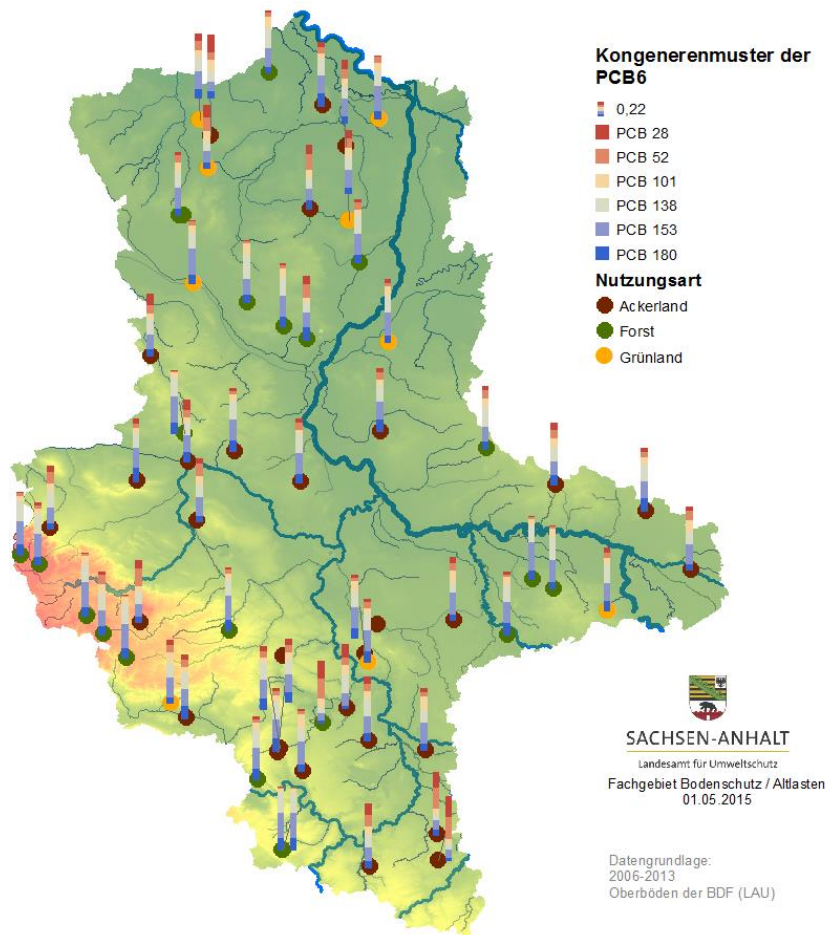 Kongenerenmuster der
PCB6
0,22
PCB 28
PCB 52
PCB 101
PCB 138
PCB 153
PCB 180
Nutzungsart
Ackerland
Forst
Grünland
SACHSEN-ANHALT
Landesamt für Umweltschutz
Fachgebiet Bodenschutz / Altlasten
01.05.2015
Datengrundlage:
2006-2013
Oberböden der BDF (LAU)